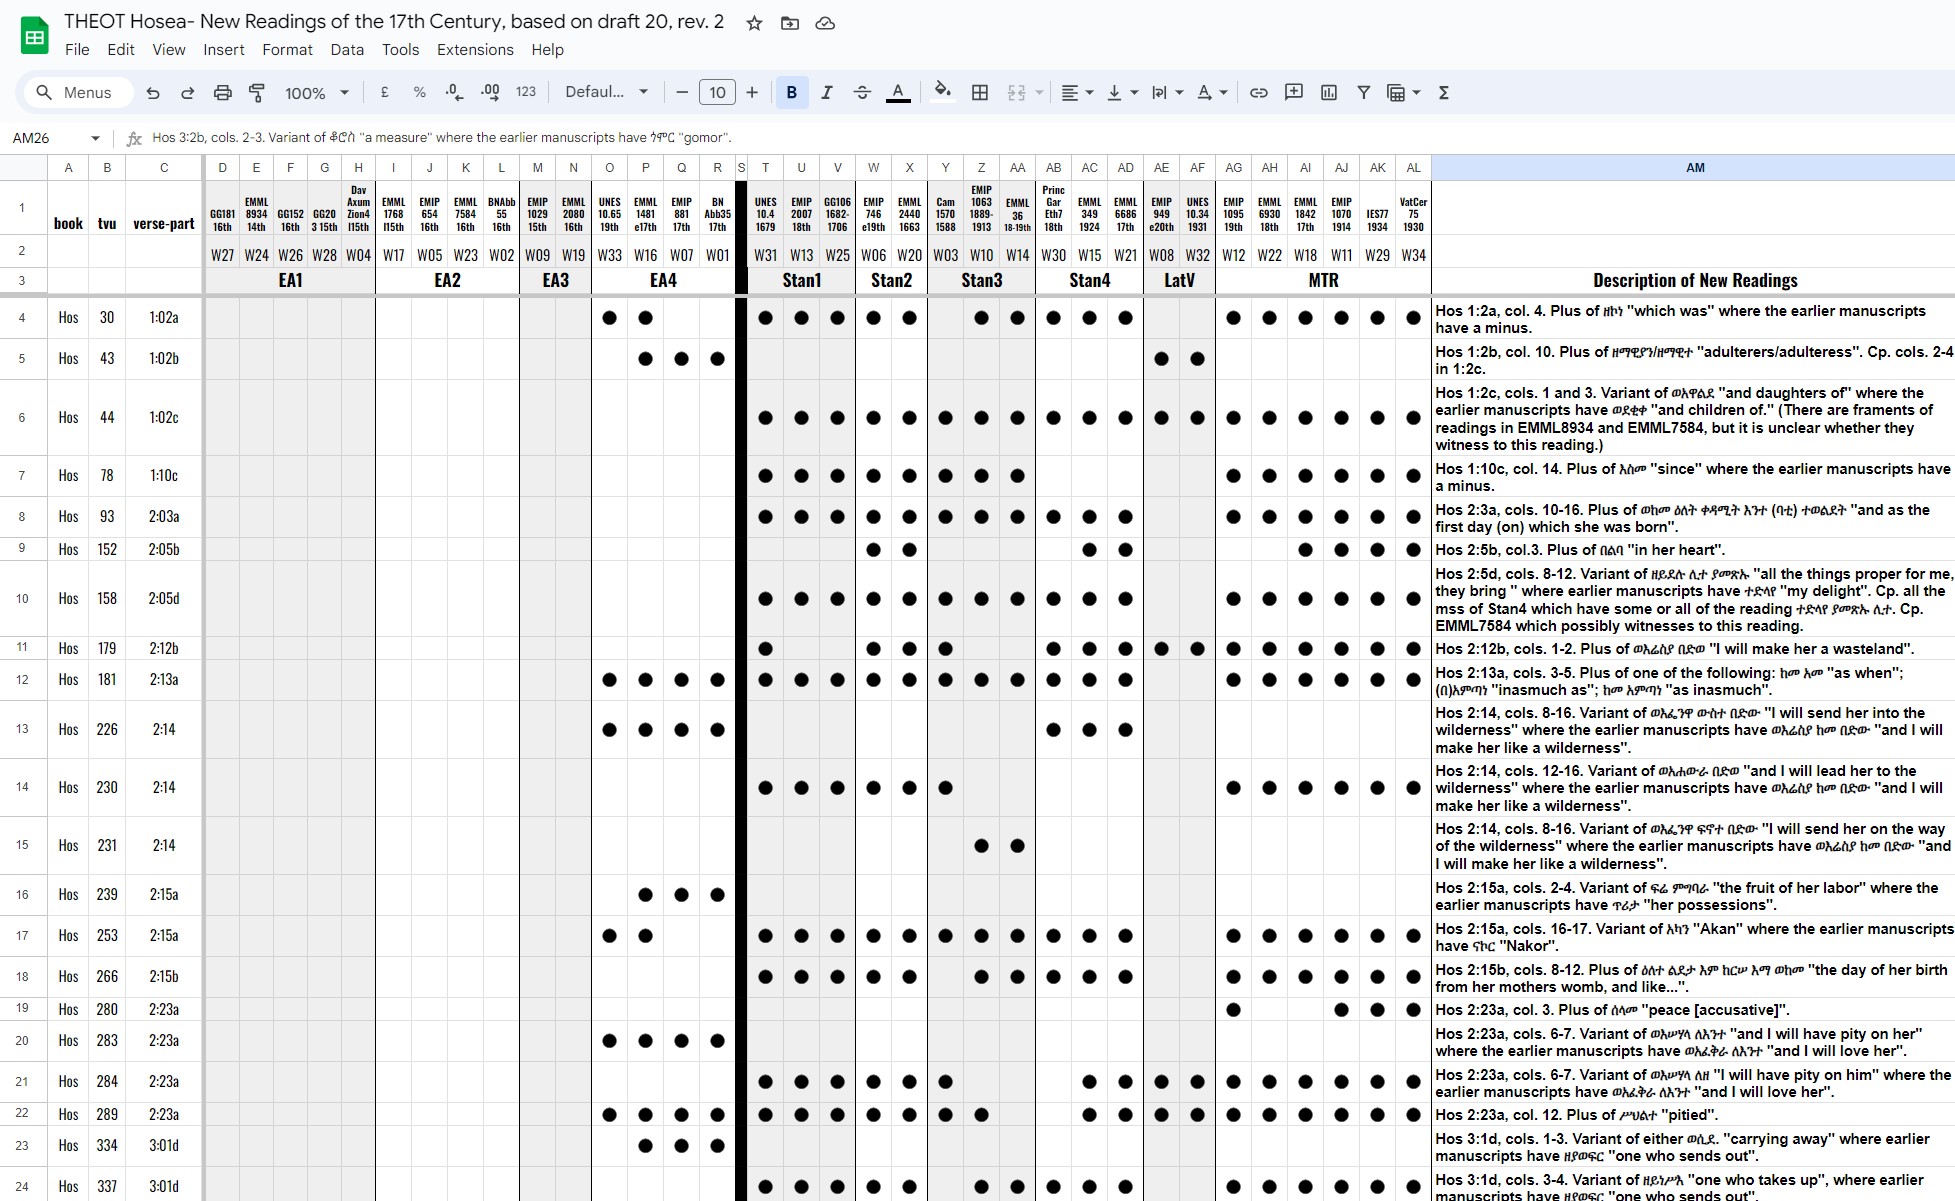 THEOT Hosea- New Readings of the 17th Century, based on draft 20, rev. 2
File Edit View Insert Format Data Tools Extensions Help
Menus 100% £ % .0 .00 123 Defaul... 10 B I A
AM26 fx Hos 3:2b, cols. 2-3. Variant of ቆሮስ "a measure" where the earlier manuscripts have ጎሞር "gomor".
A B C D E F G H I J K L M N O P Q R S T U V W X Y Z AA AB AC AD AE AF AG AH AI AJ AK AL AM
1 book tvu verse-part GG181 16th EMML 8934 14th GG152 16th GG20 3 15th Dav Axum Zion4 l15th EMML 1768 l15th EMIP 654 16th EMML 7584 16th BNAbb 55 16th EMIP 1029 15th EMML 2080 16th UNES 10.65 19th EMML 1481 e17th EMIP 881 17th BN Abb35 17th UNES 10.4 1679 EMIP 2007 18th GG106 1682-1706 EMIP 746 e19th EMML 2440 1663 Cam 1570 1588 EMIP 1063 1889-1913 EMML 36 18-19th Princ Gar Eth7 18th EMML 349 1924 EMML 6686 17th EMIP 949 e20th UNES 10.34 1931 EMIP 1095 19th EMML 6930 18th EMML 1842 17th EMIP 1070 1914 IES77 1934 VatCer 75 1930
2 W27 W24 W26 W28 W04 W17 W05 W23 W02 W09 W19 W33 W16 W07 W01 W31 W13 W25 W06 W20 W03 W10 W14 W30 W15 W21 W08 W32 W12 W22 W18 W11 W29 W34
3 EA1 EA2 EA3 EA4 Stan1 Stan2 Stan3 Stan4 LatV MTR Description of New Readings
4 Hos 30 1:02a Hos 1:2a, col. 4. Plus of ዘኮነ "which was" where the earlier manuscripts
have a minus.
5 Hos 43 1:02b Hos 1:2b, col. 10. Plus of ዘማዊያን/ዘማዊተ "adulterers/adulteress". Cp. cols. 2-4
in 1:2c.
6 Hos 44 1:02c Hos 1:2c, cols. 1 and 3. Variant of ወአዋልደ "and daughters of" where the
earlier manuscripts have ወደቂቀ "and children of." (There are framents of
readings in EMML8934 and EMML7584, but it is unclear whether they
witness to this reading.)
7 Hos 78 1:10c Hos 1:10c, col. 14. Plus of እስመ "since" where the earlier manuscripts have
a minus.
8 Hos 93 2:03a Hos 2:3a, cols. 10-16. Plus of ወከመ ዕለት ቀዳሚት እንተ (ባቲ) ተወልደት "and as the
first day (on) which she was born".
9 Hos 152 2:05b Hos 2:5b, col.3. Plus of በልባ "in her heart".
10 Hos 158 2:05d Hos 2:5d, cols. 8-12. Variant of ዘይደሉ ሊተ ያመጽኡ "all the things proper for me,
they bring " where earlier manuscripts have ተድላየ "my delight". Cp. all the
mss of Stan4 which have some or all of the reading ተድላየ ያመጽኡ ሊተ. Cp.
EMML7584 which possibly witnesses to this reading.
11 Hos 179 2:12b Hos 2:12b, cols. 1-2. Plus of ወእሬስያ በድወ "I will make her a wasteland".
12 Hos 181 2:13a Hos 2:13a, cols. 3-5. Plus of one of the following: ከመ አመ "as when";
(በ)አምጣነ "inasmuch as"; ከመ አምጣነ "as inasmuch".
13 Hos 226 2:14 Hos 2:14, cols. 8-16. Variant of ወእፌንዋ ውስተ በድው "I will send her into the
wilderness" where the earlier manuscripts have ወእሬስያ ከመ በድው "and I will
make her like a wilderness".
14 Hos 230 2:14 Hos 2:14, cols. 12-16. Variant of ወአሐውራ በድወ "and I will lead her to the
wilderness" where the earlier manuscripts have ወእሬስያ ከመ በድው "and I will
make her like a wilderness".
15 Hos 231 2:14 Hos 2:14, cols. 8-16. Variant of ወእፌንዋ ፍኖተ በድው "I will send her on the way
of the wilderness" where the earlier manuscripts have ወእሬስያ ከመ በድው "and
I will make her like a wilderness".
16 Hos 239 2:15a Hos 2:15a, cols. 2-4. Variant of ፍሬ ምግባራ "the fruit of her labor" where the
earlier manuscripts have ጥሪታ "her possessions".
17 Hos 253 2:15a Hos 2:15a, cols. 16-17. Variant of አካን "Akan" where the earlier manuscripts
have ናኮር "Nakor".
18 Hos 266 2:15b Hos 2:15b, cols. 8-12. Plus of ዕለተ ልደታ እም ከርሠ እማ ወከመ "the day of her birth
from her mothers womb, and like...".
19 Hos 280 2:23a Hos 2:23a, col. 3. Plus of ሰላመ "peace [accusative]".
20 Hos 283 2:23a Hos 2:23a, cols. 6-7. Variant of ወእሠሃላ ለእንተ "and I will have pity on her"
where the earlier manuscripts have ወአፈቅራ ለእንተ "and I will love her".
21 Hos 284 2:23a Hos 2:23a, cols. 6-7. Variant of ወእሠሃላ ለዘ "I will have pity on him" where the
earlier manuscripts have ወአፈቅራ ለእንተ "and I will love her".
22 Hos 289 2:23a Hos 2:23a, col. 12. Plus of ሥህልተ "pitied".
23 Hos 334 3:01d Hos 3:1d, cols. 1-3. Variant of either ወሲደ. "carrying away" where earlier
manuscripts have ዘያወፍር "one who sends out".
24 Hos 337 3:01d Hos 3:1d, cols. 3-4. Variant of ዘይነሥኣ "one who takes up", where earlier
manuscripts have ዘያወፍር "one who sends out".